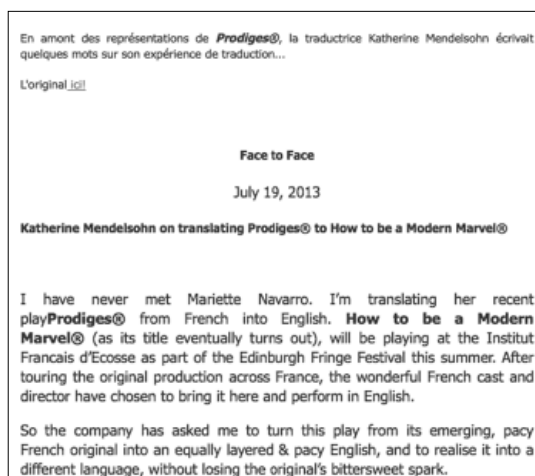 En amont des représentations de Prodiges®, la traductrice Katherine Mendelsohn écrivait
quelques mots sur son expérience de traduction...
L'original ici!
Face to Face
July 19, 2013
Katherine Mendelsohn on translating Prodiges® to How to be a Modern Marvel®
I have never met Mariette Navarro. I'm translating her recent
playProdiges® from French into English. How to be a Modern
Marvel® (as its title eventually turns out), will be playing at the Institut
Francais d'Ecosse as part of the Edinburgh Fringe Festival this summer. After
touring the original production across France, the wonderful French cast and
director have chosen to bring it here and perform in English.
So the company has asked me to turn this play from its emerging, pacy
French original into an equally layered & pacy English, and to realise it into a
different language, without losing the original's bittersweet spark.